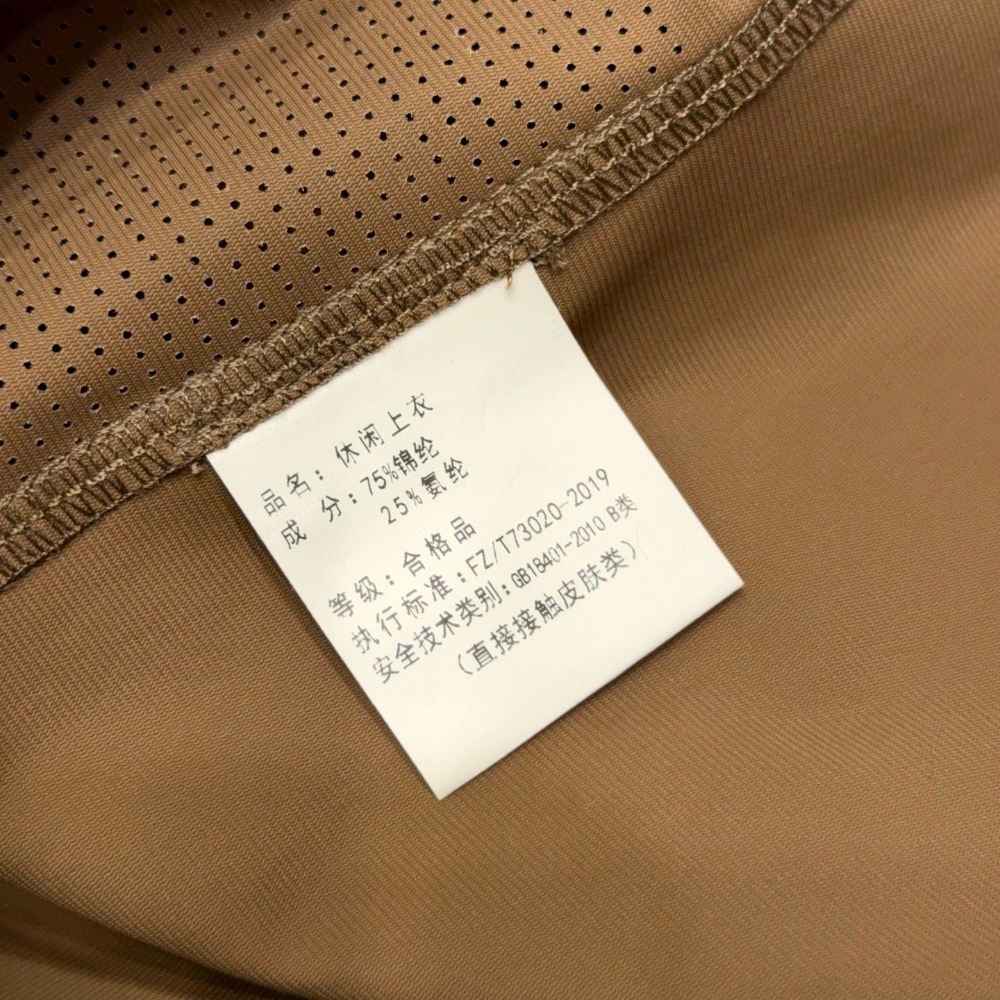 品名：休闲上衣
成 分：75%锦纶
25%氨纶
等级：合格品
执行标准：FZ/T73020-2019
安全技术类别：GB18401-2010 B类
（直接接触皮肤类）